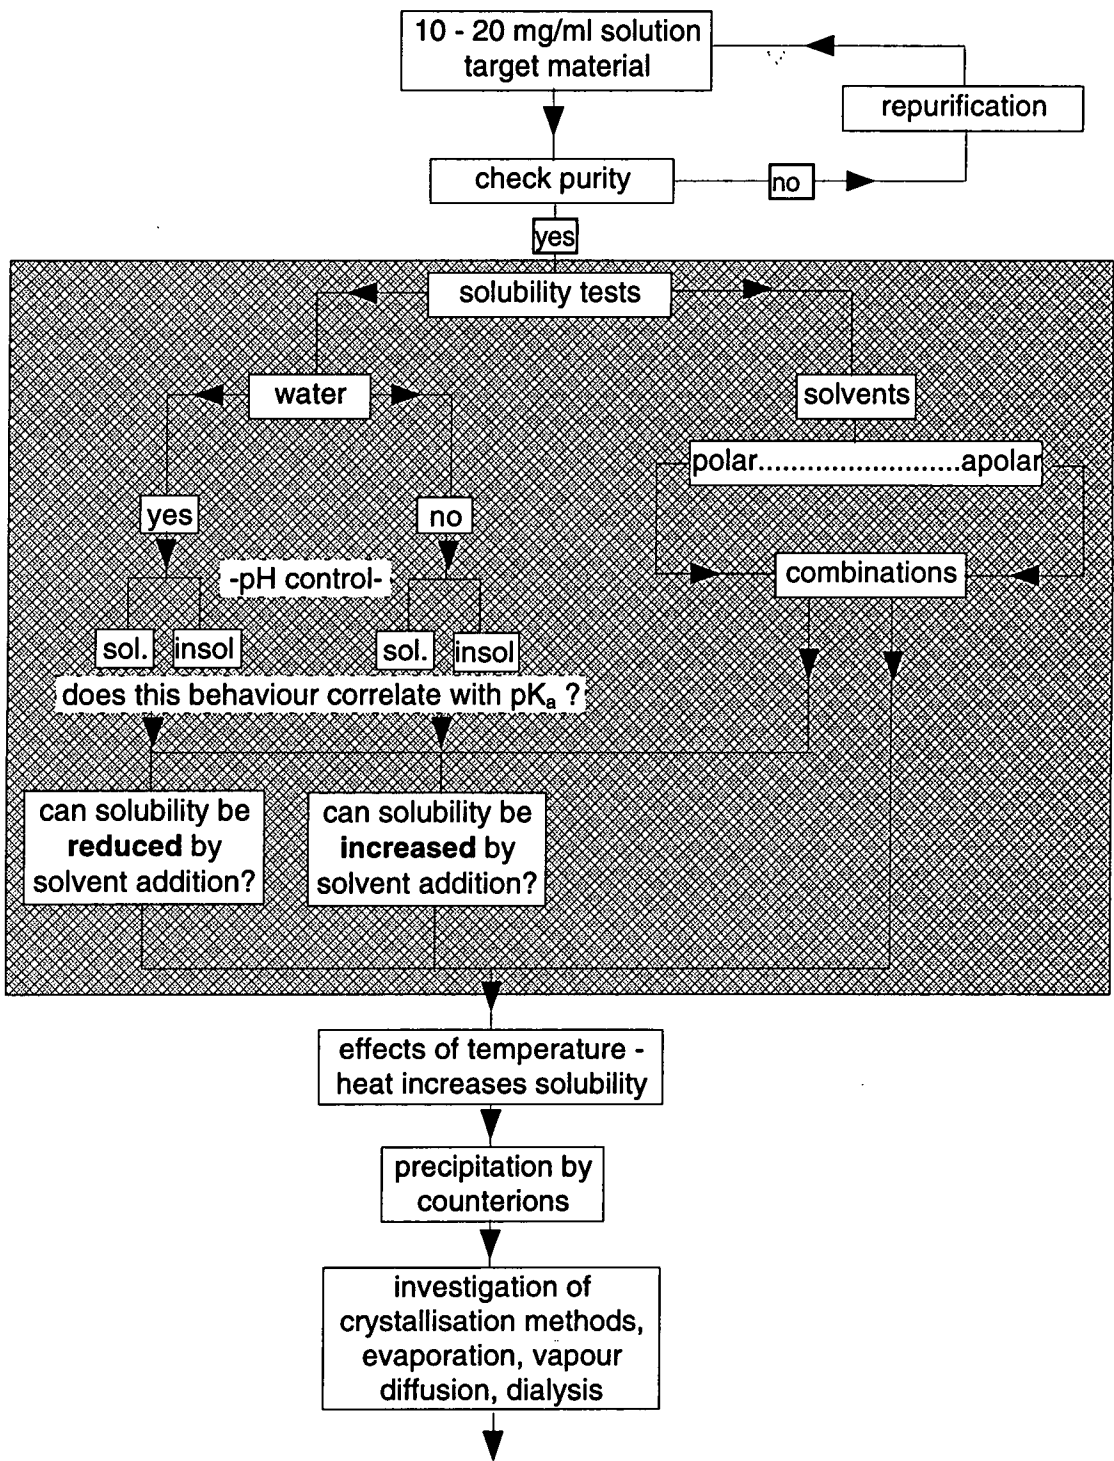 10 - 20 mg/ml solution
target material
repurification
check purity
no
yes
solubility tests
water
solvents
polar.........................apolar
yes
no
-pH control-
combinations
sol.
insol
sol.
insol
does this behaviour correlate with pKₐ ?
can solubility be
reduced by
solvent addition?
can solubility be
increased by
solvent addition?
effects of temperature -
heat increases solubility
precipitation by
counterions
investigation of
crystallisation methods,
evaporation, vapour
diffusion, dialysis